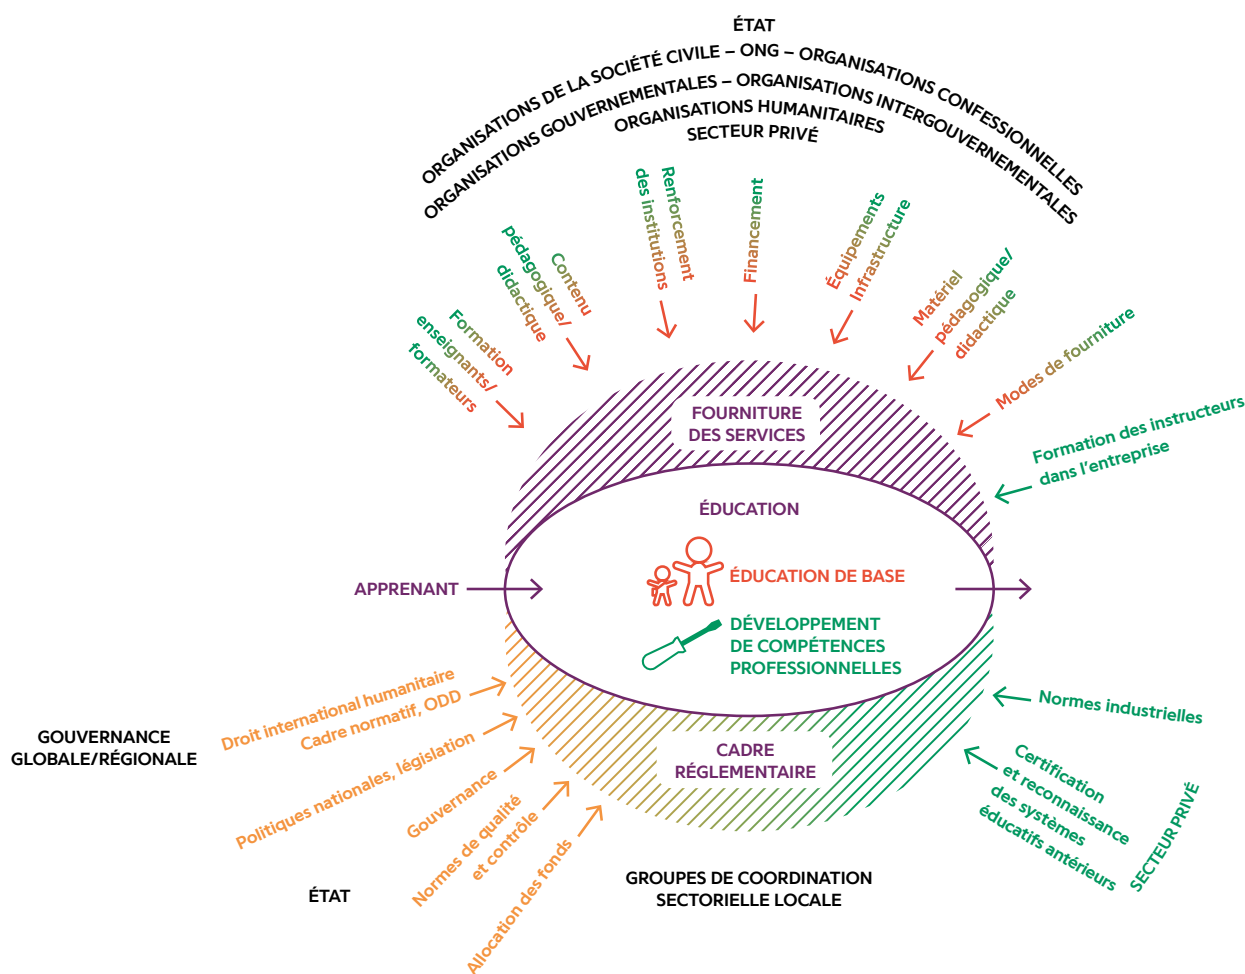 ÉTAT
ORGANISATIONS DE LA SOCIÉTÉ CIVILE – ONG – ORGANISATIONS CONFESSIONNELLES
ORGANISATIONS GOUVERNEMENTALES – ORGANISATIONS INTERGOUVERNEMENTALES
ORGANISATIONS HUMANITAIRES
SECTEUR PRIVÉ
Formation
enseignants/
formateurs
Contenu
pédagogique/
didactique
Renforcement
des institutions
Financement
Équipements
Infrastructure
Matériel
pédagogique/
didactique
Modes de fourniture
Formation des instructeurs
dans l'entreprise
FOURNITURE
DES SERVICES
ÉDUCATION
ÉDUCATION DE BASE
APPRENANT
DÉVELOPPEMENT
DE COMPÉTENCES
PROFESSIONNELLES
Droit international humanitaire
Cadre normatif, ODD
GOUVERNANCE
GLOBALE/RÉGIONALE
Politiques nationales, législation
Gouvernance
Normes de qualité
et contrôle
Allocation des fonds
ÉTAT
CADRE
RÉGLEMENTAIRE
GROUPES DE COORDINATION
SECTORIELLE LOCALE
Normes industrielles
Certification
et reconnaissance
des systèmes
éducatifs antérieurs
SECTEUR PRIVÉ